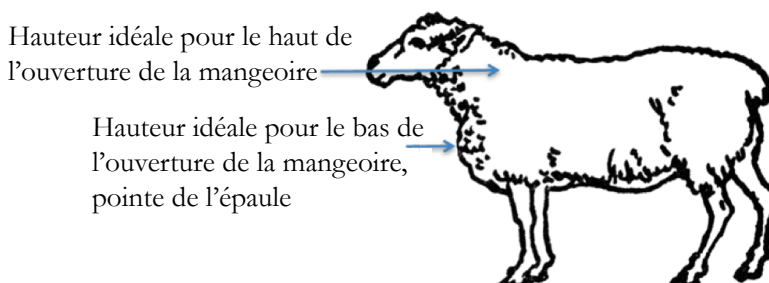 Hauteur idéale pour le haut de
l'ouverture de la mangeoire
Hauteur idéale pour le bas de
l'ouverture de la mangeoire,
pointe de l'épaule